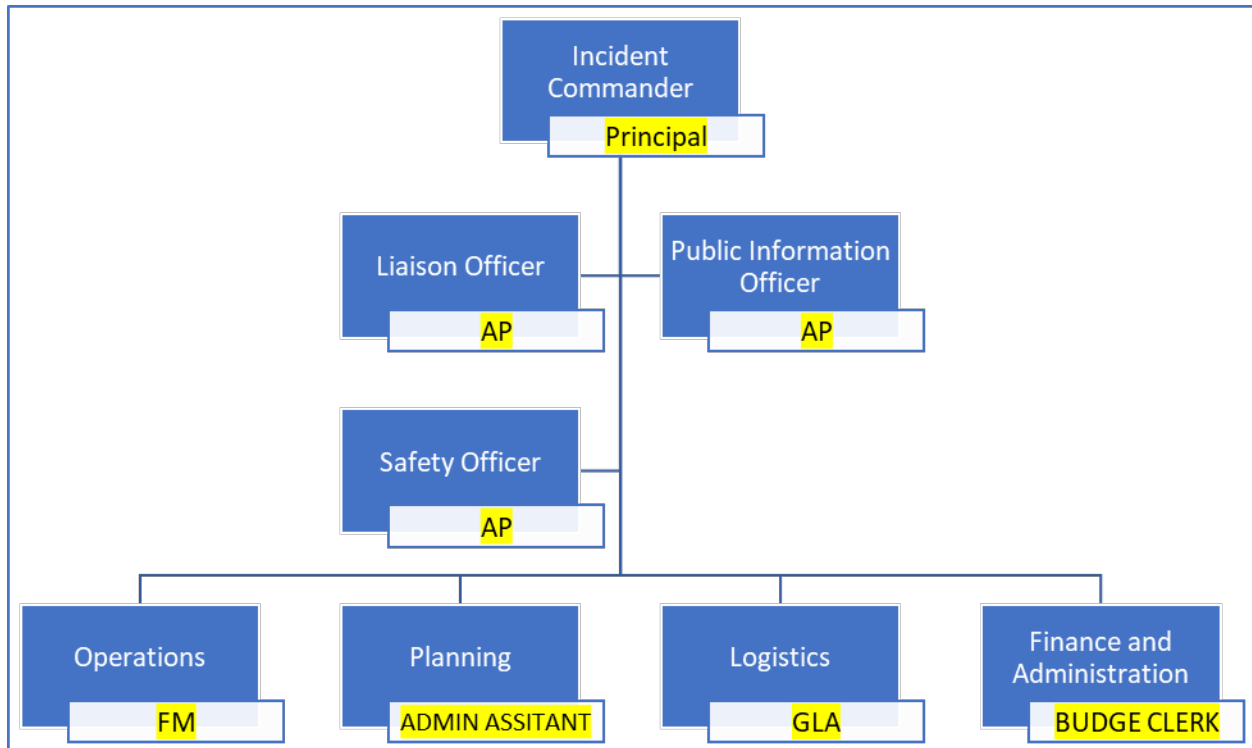 Incident
Commander
Principal
Liaison Officer
AP
Public Information
Officer
AP
Safety Officer
AP
Operations
FM
Planning
ADMIN ASSITANT
Logistics
GLA
Finance and
Administration
BUDGE CLERK